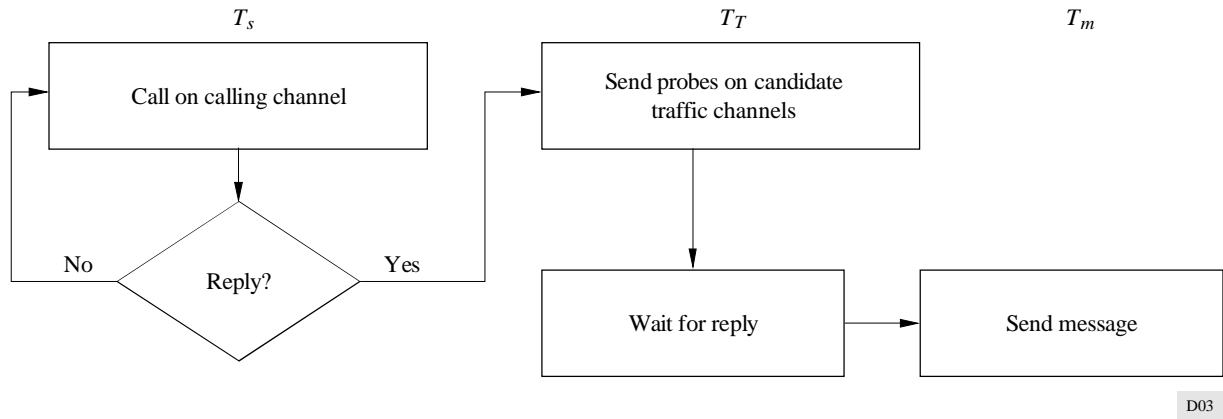 T_s
T_T
T_m
Call on calling channel
Send probes on candidate
traffic channels
No
Reply?
Yes
Wait for reply
Send message
D03